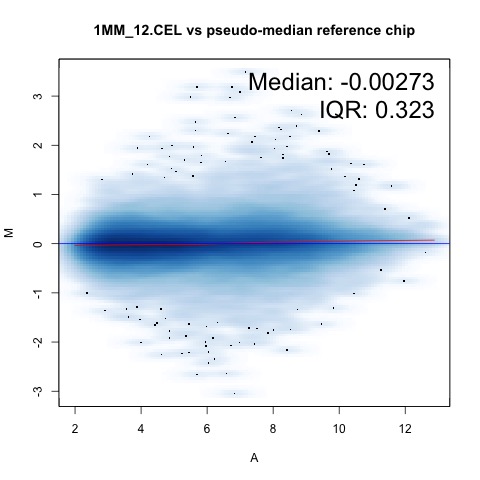 1MM_12.CEL vs pseudo-median reference chip
Median: -0.00273
IQR: 0.323
3
2
1
0
-1
-2
-3
M
2 4 6 8 10 12
A